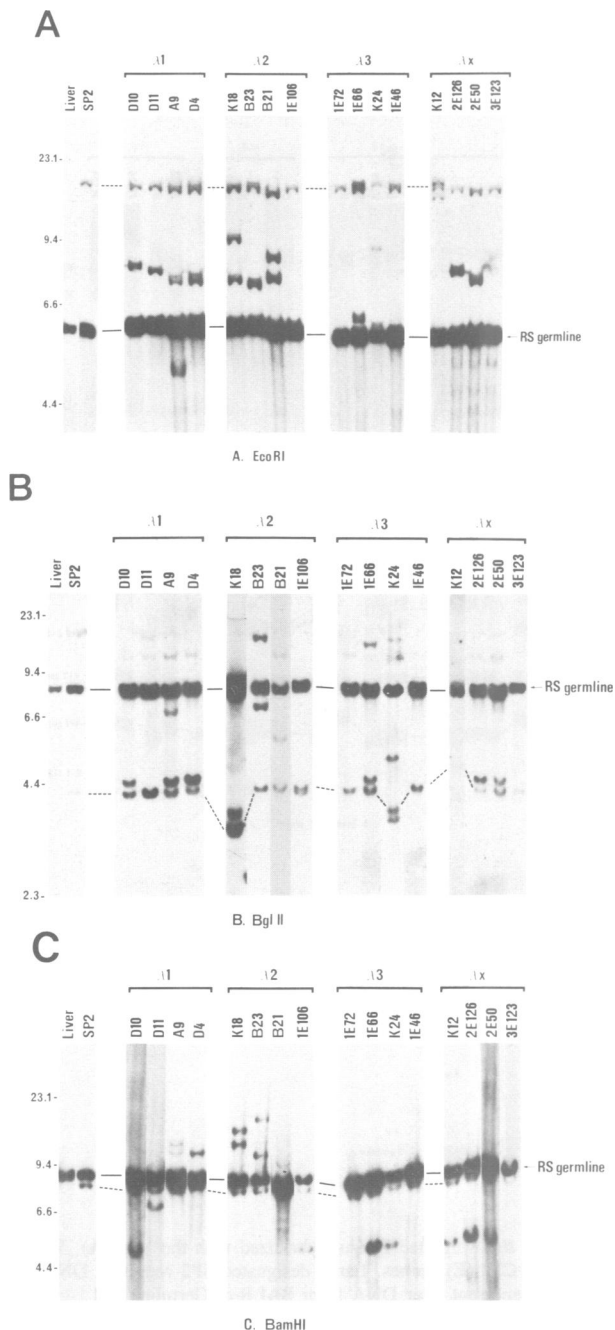 A
λ1 λ2 λ3 λx
Liver SP2 D10 D11 A9 D4 K18 B23 B21 1E106 1E72 1E66 K24 1E46 K12 2E126 2E50 3E123
23.1-
9.4-
6.6-
RS germline
4.4-
A. EcoRI
B
λ1 λ2 λ3 λx
Liver SP2 D10 D11 A9 D4 K18 B23 B21 1E106 1E72 1E66 K24 1E46 K12 2E126 2E50 3E123
23.1-
9.4-
RS germline
6.6-
4.4-
2.3-
B. Bgl II
C
λ1 λ2 λ3 λx
Liver SP2 D10 D11 A9 D4 K18 B23 B21 1E106 1E72 1E66 K24 1E46 K12 2E126 2E50 3E123
23.1-
9.4-
RS germline
6.6-
4.4-
C. BamHI